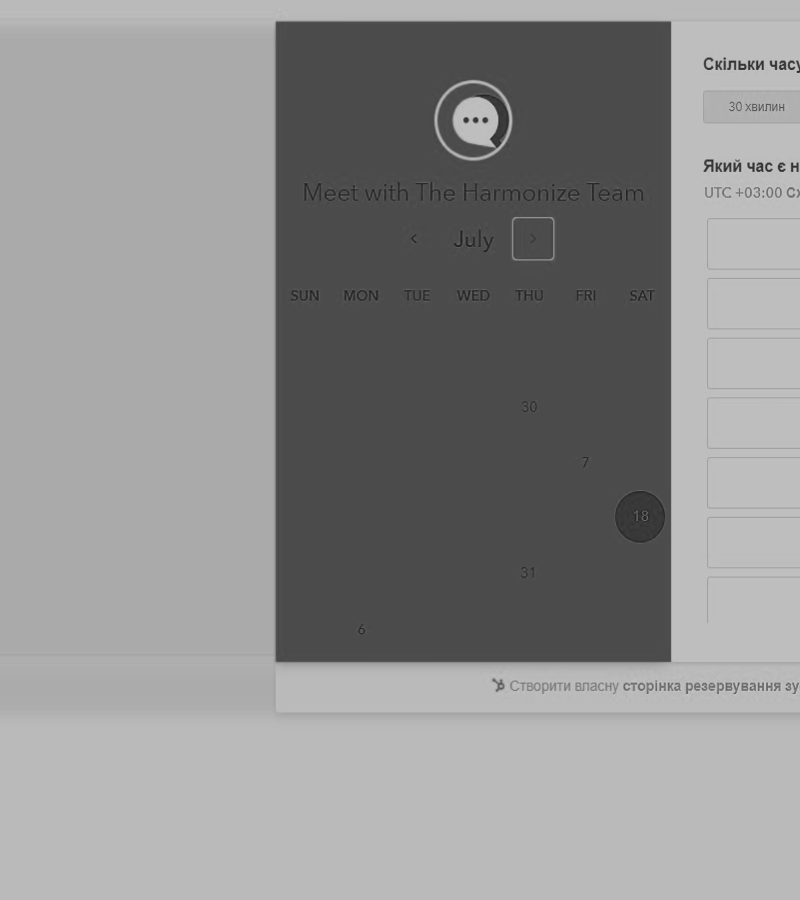 Скільки часу
30 хвилин
Meet with The Harmonize Team
Який час є н
UTC +03:00 Сх
July
SUN MON TUE WED THU FRI SAT
30
7
18
31
6
Створити власну сторінка резервування зу